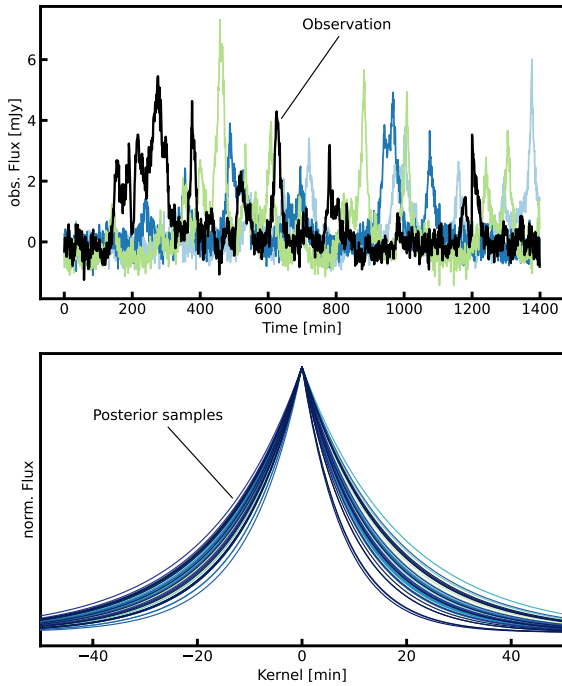 Observation
obs. Flux [mJy]
6
4
2
0
0 200 400 600 800 1000 1200 1400
Time [min]
Posterior samples
norm. Flux
−40 −20 0 20 40
Kernel [min]